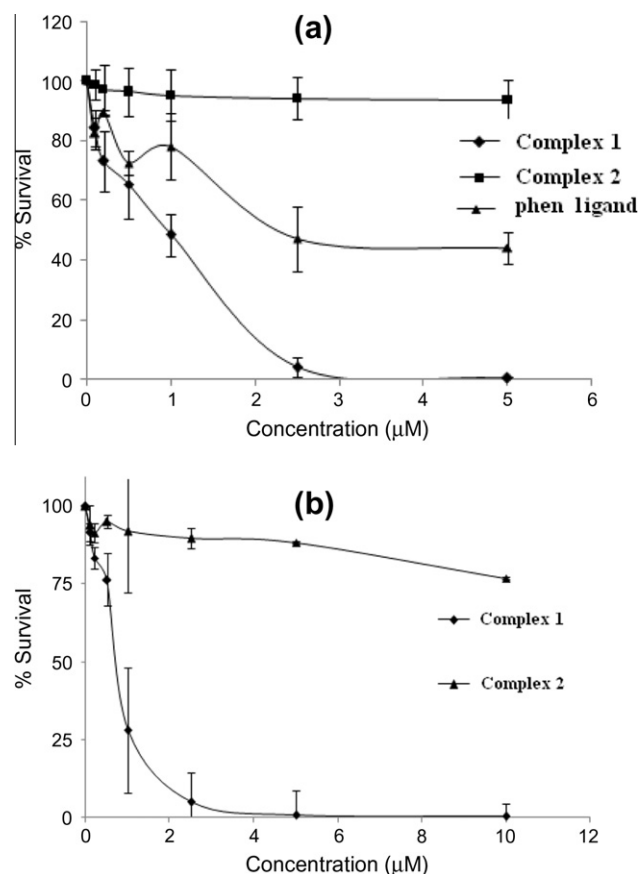 (a)
120
100
80
60
40
20
0
% Survival
Complex 1
Complex 2
phen ligand
0 1 2 3 4 5 6
Concentration (μM)
(b)
100
75
50
25
0
% Survival
Complex 1
Complex 2
0 2 4 6 8 10 12
Concentration (μM)